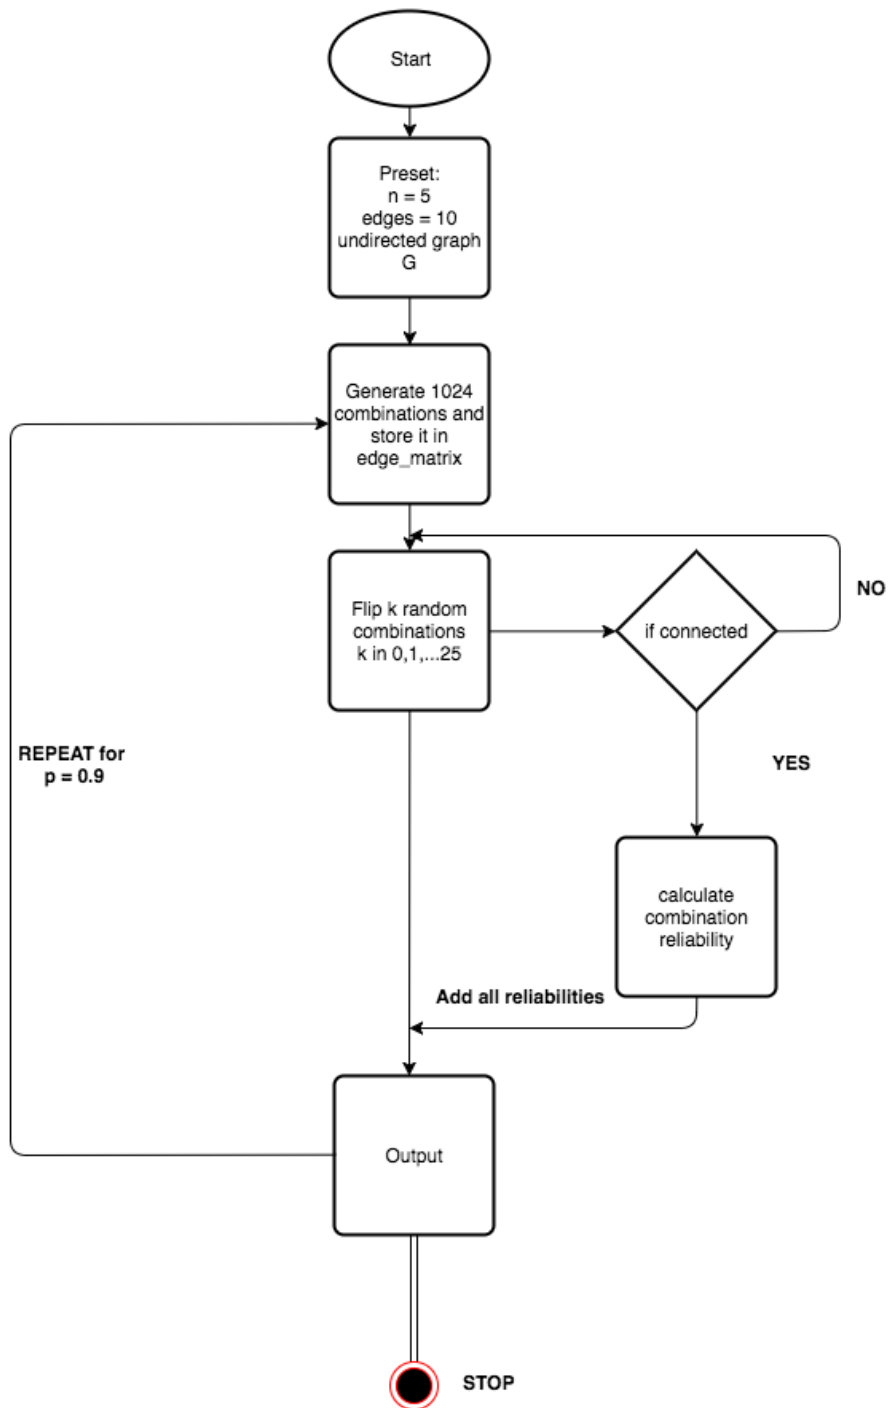 Start
Preset:
n = 5
edges = 10
undirected graph
G
Generate 1024
combinations and
store it in
edge_matrix
Flip k random
combinations
k in 0,1,...25
if connected
NO
REPEAT for
p = 0.9
YES
calculate
combination
reliability
Add all reliabilities
Output
STOP